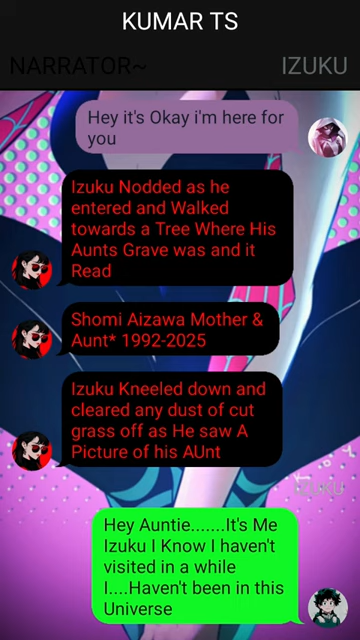 KUMAR TS
NARRATOR~
IZUKU
Hey it's Okay i'm here for
you
Izuku Nodded as he
entered and Walked
towards a Tree Where His
Aunts Grave was and it
Read
Shomi Aizawa Mother &
Aunt* 1992-2025
Izuku Kneeled down and
cleared any dust of cut
grass off as He saw A
Picture of his AUnt
IZUKU
Hey Auntie.......It's Me
Izuku I Know I haven't
visited in a while
I....Haven't been in this
Universe